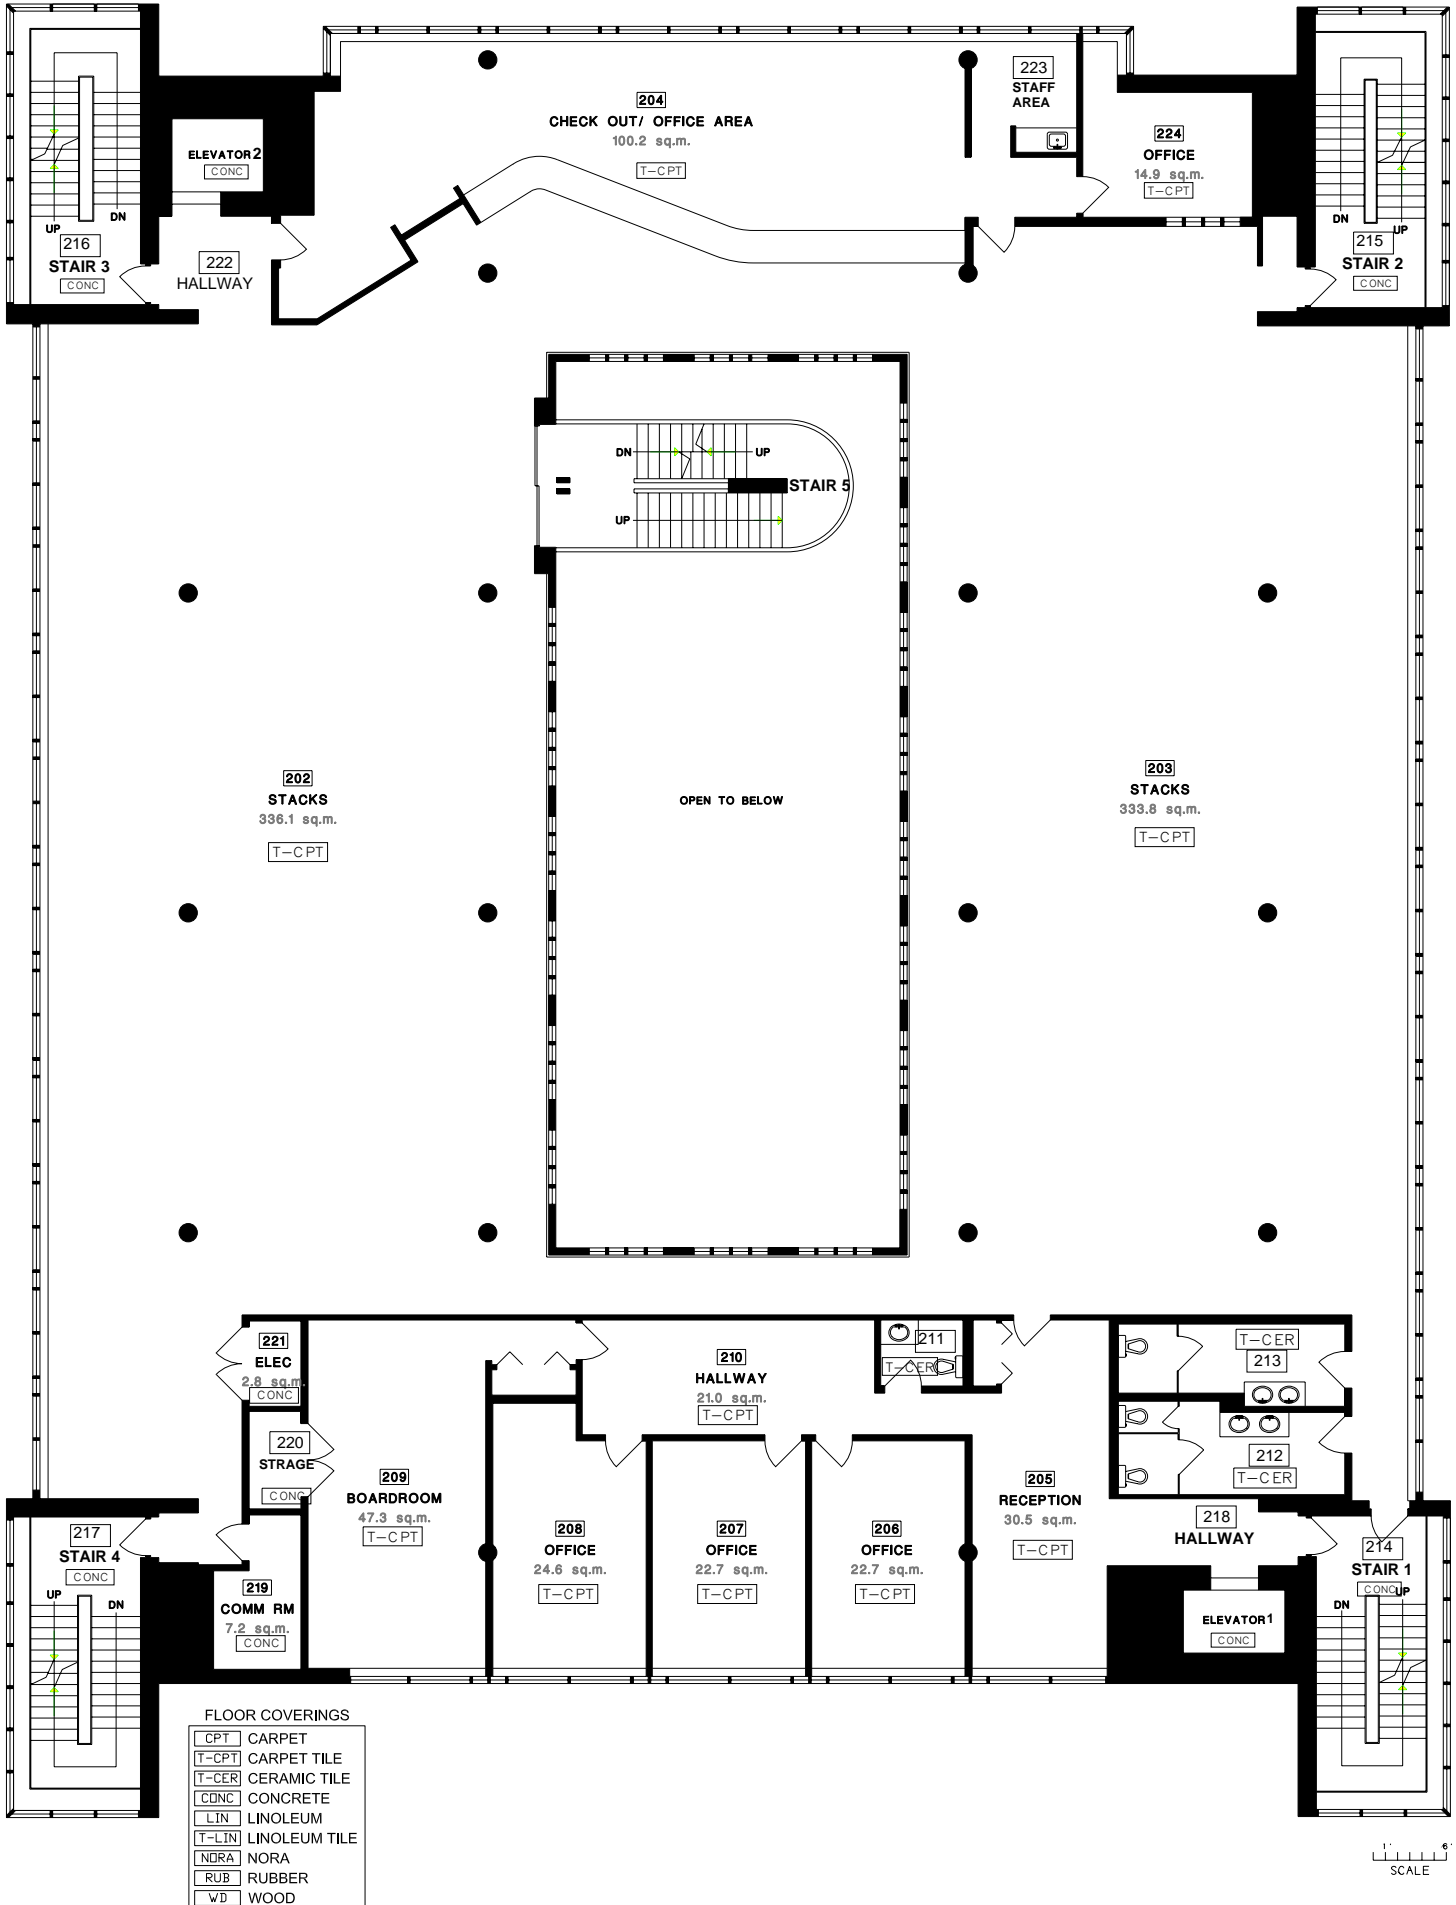 223
STAFF
AREA
204
CHECK OUT/ OFFICE AREA
100.2 sq.m.
T-CPT
224
OFFICE
14.9 sq.m.
T-CPT
ELEVATOR2
CONC
DN
UP
216
STAIR 3
CONC
222
HALLWAY
DN
UP
215
STAIR 2
CONC
DN
UP
STAIR 5
UP
202
STACKS
336.1 sq.m.
T-CPT
OPEN TO BELOW
203
STACKS
333.8 sq.m.
T-CPT
221
ELEC
2.8 sq.m.
CONC
220
STRAGE
CONC
209
BOARDROOM
47.3 sq.m.
T-CPT
210
HALLWAY
21.0 sq.m.
T-CPT
211
T-CER
T-CER
213
212
T-CER
205
RECEPTION
30.5 sq.m.
T-CPT
208
OFFICE
24.6 sq.m.
T-CPT
207
OFFICE
22.7 sq.m.
T-CPT
206
OFFICE
22.7 sq.m.
T-CPT
218
HALLWAY
217
STAIR 4
CONC
UP
DN
219
COMM RM
7.2 sq.m.
CONC
214
STAIR 1
CONC
UP
DN
ELEVATOR1
CONC
FLOOR COVERINGS
CPT CARPET
T-CPT CARPET TILE
T-CER CERAMIC TILE
CONC CONCRETE
LIN LINOLEUM
T-LIN LINOLEUM TILE
NORA NORA
RUB RUBBER
WD WOOD
1' 6'
SCALE